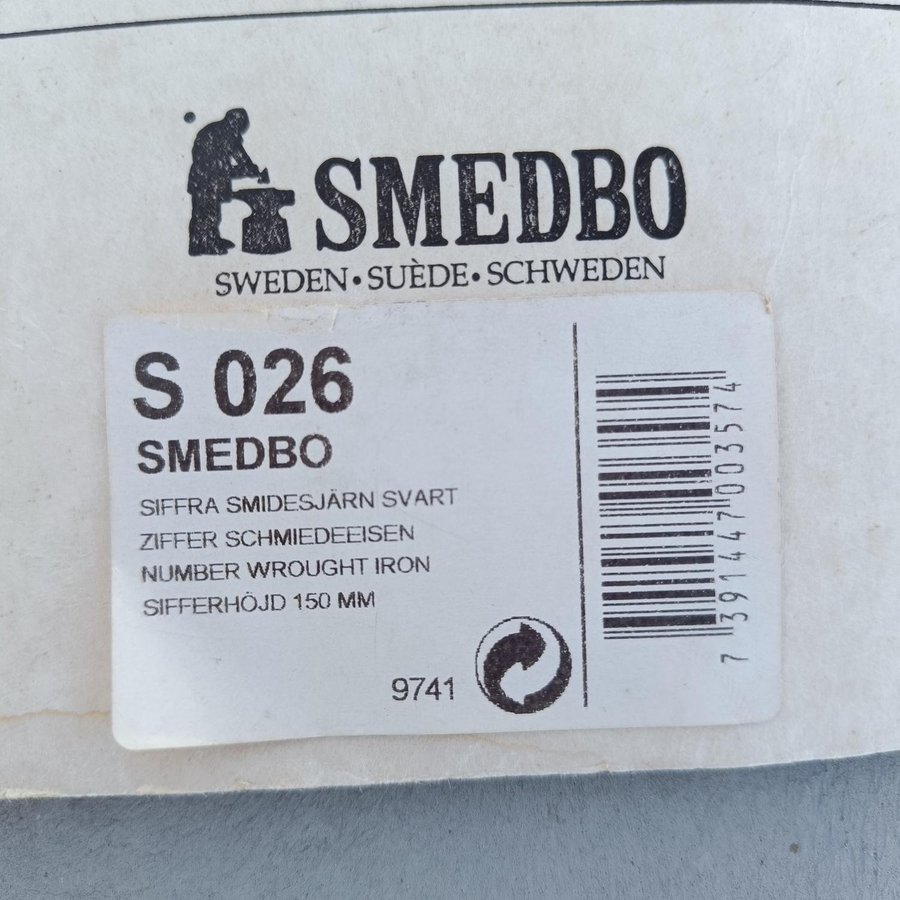 SMEDBO
SWEDEN•SUÈDE•SCHWEDEN
S 026
SMEDBO
SIFFRA SMIDESJÄRN SVART
ZIFFER SCHMIEDEEISEN
NUMBER WROUGHT IRON
SIFFERHÖJD 150 MM
9741
7 391447 003574